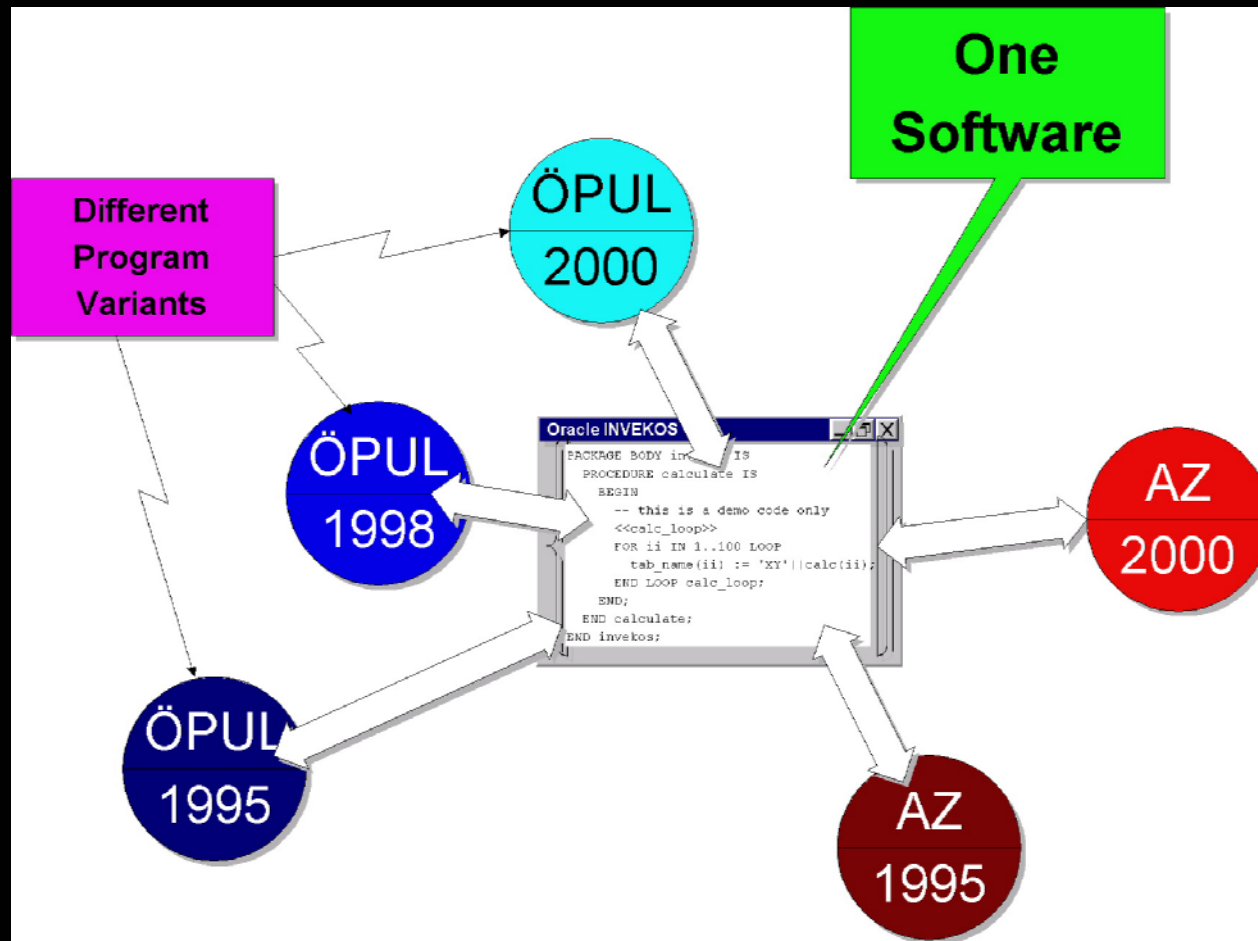 One
Software
Different
Program
Variants
ÖPUL
2000
ÖPUL
1998
ÖPUL
1995
Oracle INVEKOS
PACKAGE BODY IS
PROCEDURE calculate IS
BEGIN
-- this is a demo code only
<<calc_loop>>
FOR ii IN 1..100 LOOP
tab_name(ii) := 'XY'||calc(ii);
END LOOP calc_loop;
END;
END calculate;
END invekos;
AZ
2000
AZ
1995